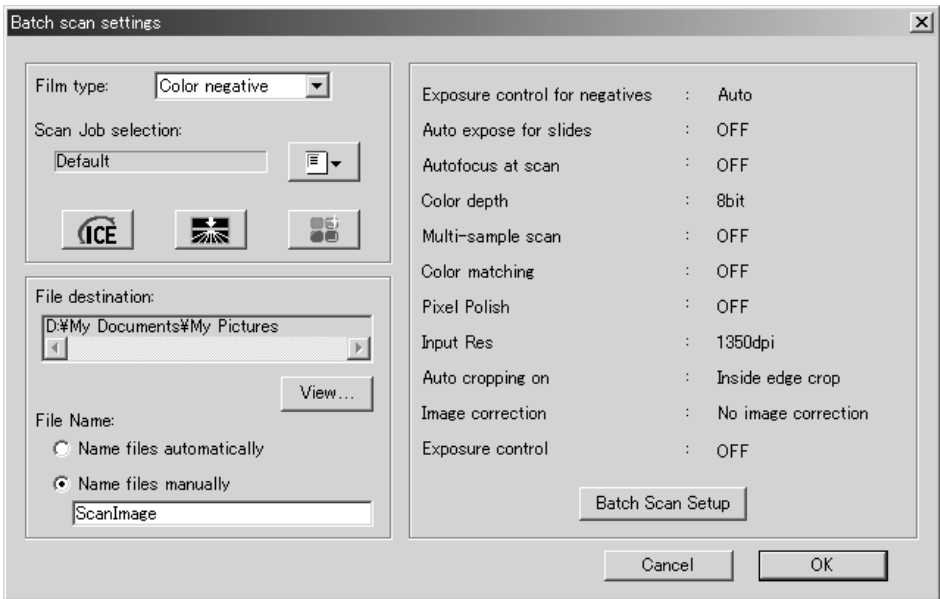 Batch scan settings
Film type: Color negative
Scan Job selection:
Default
ICE
File destination:
D:¥My Documents¥My Pictures
View...
File Name:
Name files automatically
Name files manually
ScanImage
Exposure control for negatives : Auto
Auto expose for slides : OFF
Autofocus at scan : OFF
Color depth : 8bit
Multi-sample scan : OFF
Color matching : OFF
Pixel Polish : OFF
Input Res : 1350dpi
Auto cropping on : Inside edge crop
Image correction : No image correction
Exposure control : OFF
Batch Scan Setup
Cancel OK